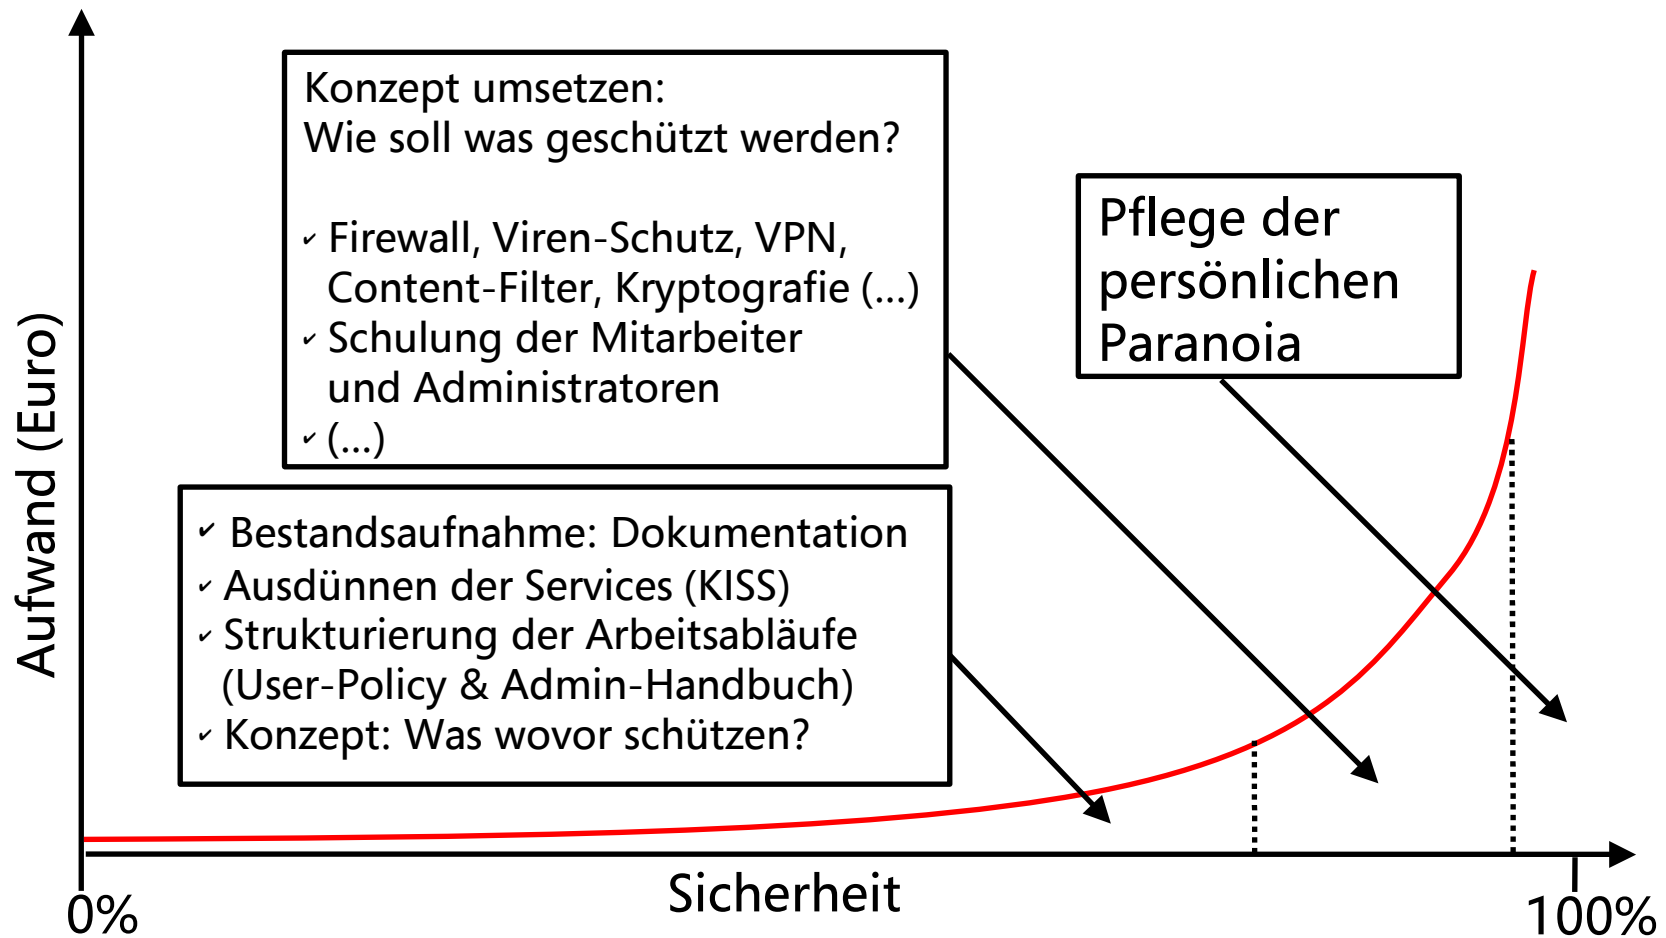 Konzept umsetzen:
Wie soll was geschützt werden?
✓ Firewall, Viren-Schutz, VPN,
Content-Filter, Kryptografie (...)
✓ Schulung der Mitarbeiter
und Administratoren
✓ (...)
Pflege der
persönlichen
Paranoia
✓ Bestandsaufnahme: Dokumentation
✓ Ausdünnen der Services (KISS)
✓ Strukturierung der Arbeitsabläufe
(User-Policy & Admin-Handbuch)
✓ Konzept: Was wovor schützen?
Aufwand (Euro)
Sicherheit
0%
100%